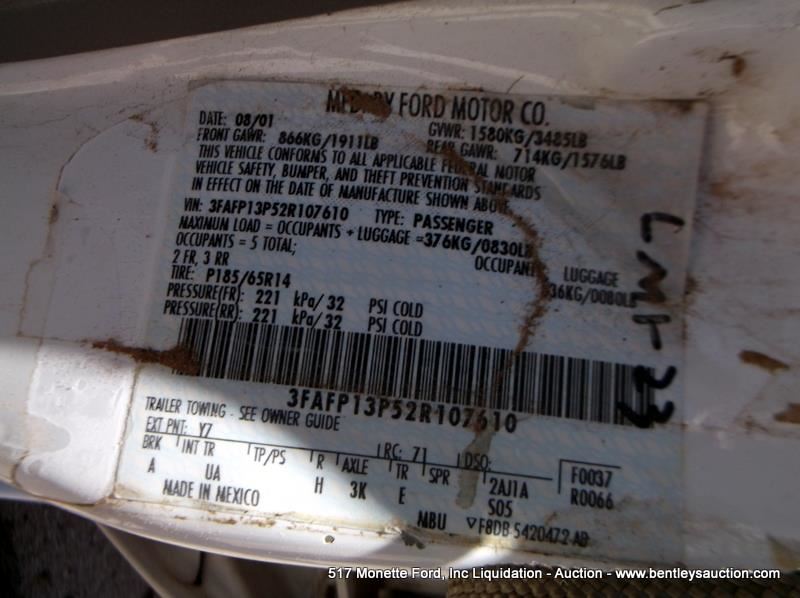 FORD MOTOR CO.
DATE: 08/01 GVWR: 1580KG/3485LB
FRONT GAWR: 866KG/1911LB REAR GAWR: 714KG/1576LB
THIS VEHICLE CONFORMS TO ALL APPLICABLE FEDERAL MOTOR
VEHICLE SAFETY, BUMPER, AND THEFT PREVENTION STANDARDS
IN EFFECT ON THE DATE OF MANUFACTURE SHOWN ABOVE
VIN: 3FAFP13P52R107610 TYPE: PASSENGER
MAXIMUM LOAD = OCCUPANTS + LUGGAGE =376KG/0830LB
OCCUPANTS = 5 TOTAL; OCCUPANT LUGGAGE
2 FR, 3 RR 36KG/0080LB
TIRE: P185/65R14
PRESSURE(FR): 221 kPa/ 32 PSI COLD
PRESSURE(RR): 221 kPa/ 32 PSI COLD
LM1-23
3FAFP13P52R107610
TRAILER TOWING - SEE OWNER GUIDE
EXT PNT: Y7 RC: 71 DSO:
BRK INT TR TP/PS R AXLE TR SPR F0037
A UA H 3K E 2AJ1A R0066
MADE IN MEXICO S05
MBU ▽F8DB-5420472-AB
517 Monette Ford, Inc Liquidation - Auction - www.bentleysauction.com